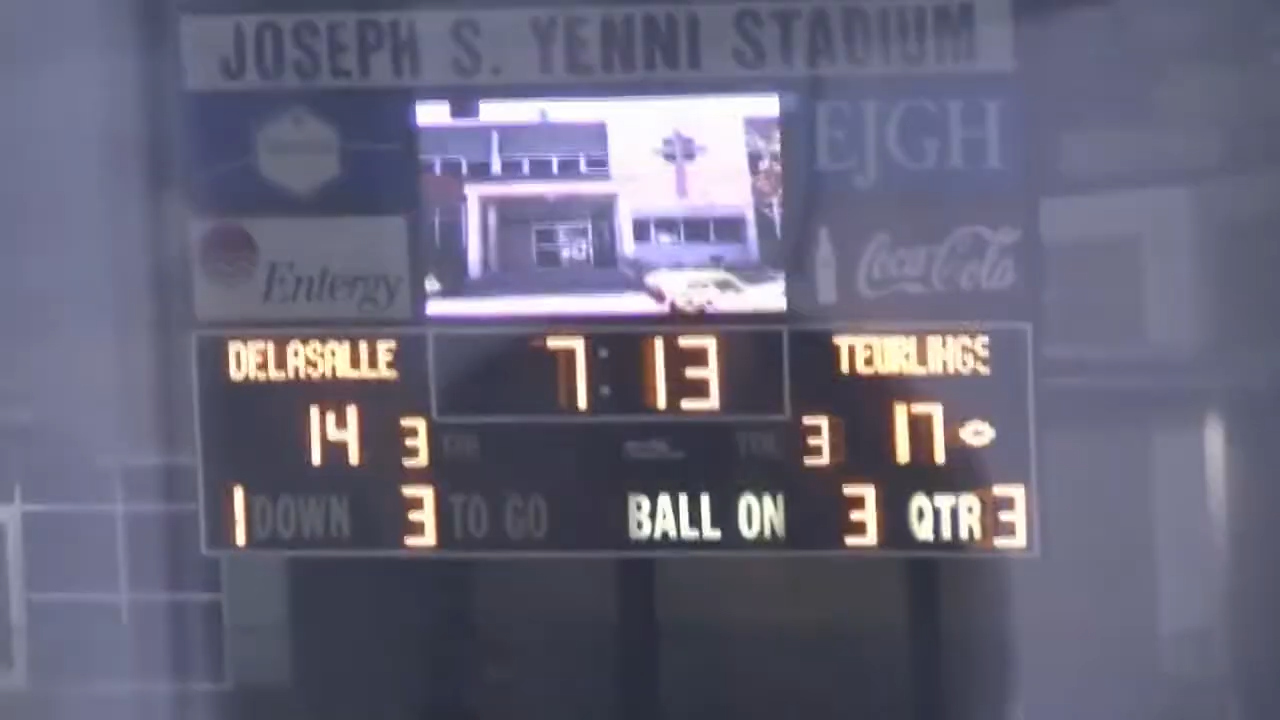 JOSEPH S. YENNI STADIUM
EJGH
Entergy
Coca-Cola
DELASALLE 7:13 TEURLINGS
14 3 3 17
1 DOWN 3 TO GO BALL ON 3 QTR 3